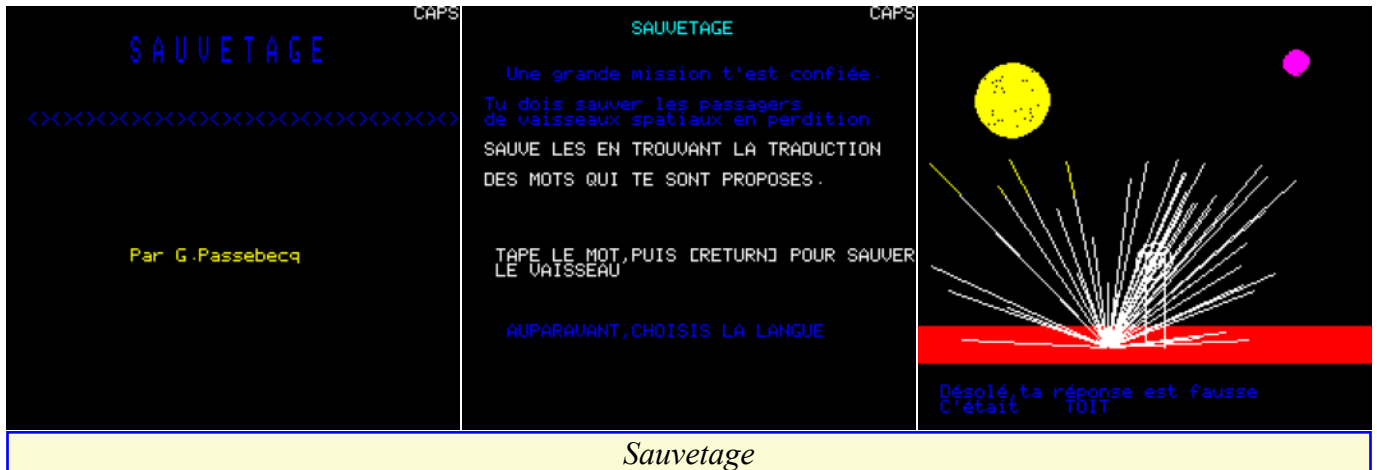 CAPS
SAUVETAGE
<><><><><><><><><><><><><><><><><><><>
Par G.Passebecq
CAPS
SAUVETAGE
Une grande mission t'est confiée.
Tu dois sauver les passagers
de vaisseaux spatiaux en perdition
SAUVE LES EN TROUVANT LA TRADUCTION
DES MOTS QUI TE SONT PROPOSES.
TAPE LE MOT,PUIS [RETURN] POUR SAUVER
LE VAISSEAU
AUPARAVANT,CHOISIS LA LANGUE
Désolé,ta réponse est fausse
C'était TOIT
Sauvetage